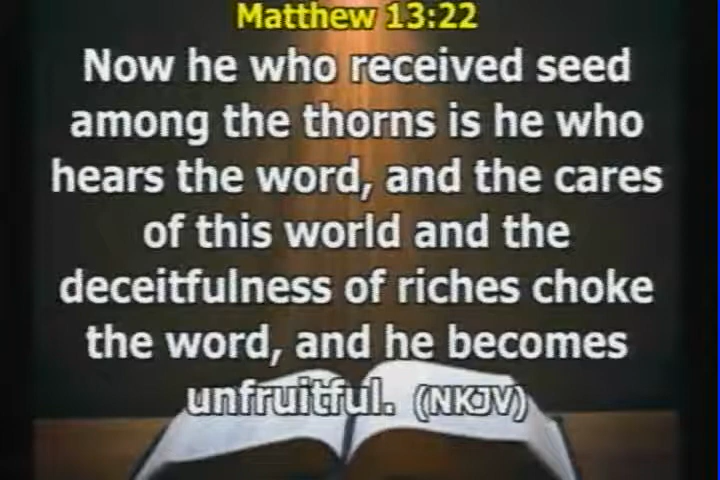 Matthew 13:22
Now he who received seed
among the thorns is he who
hears the word, and the cares
of this world and the
deceitfulness of riches choke
the word, and he becomes
unfruitful. (NKJV)